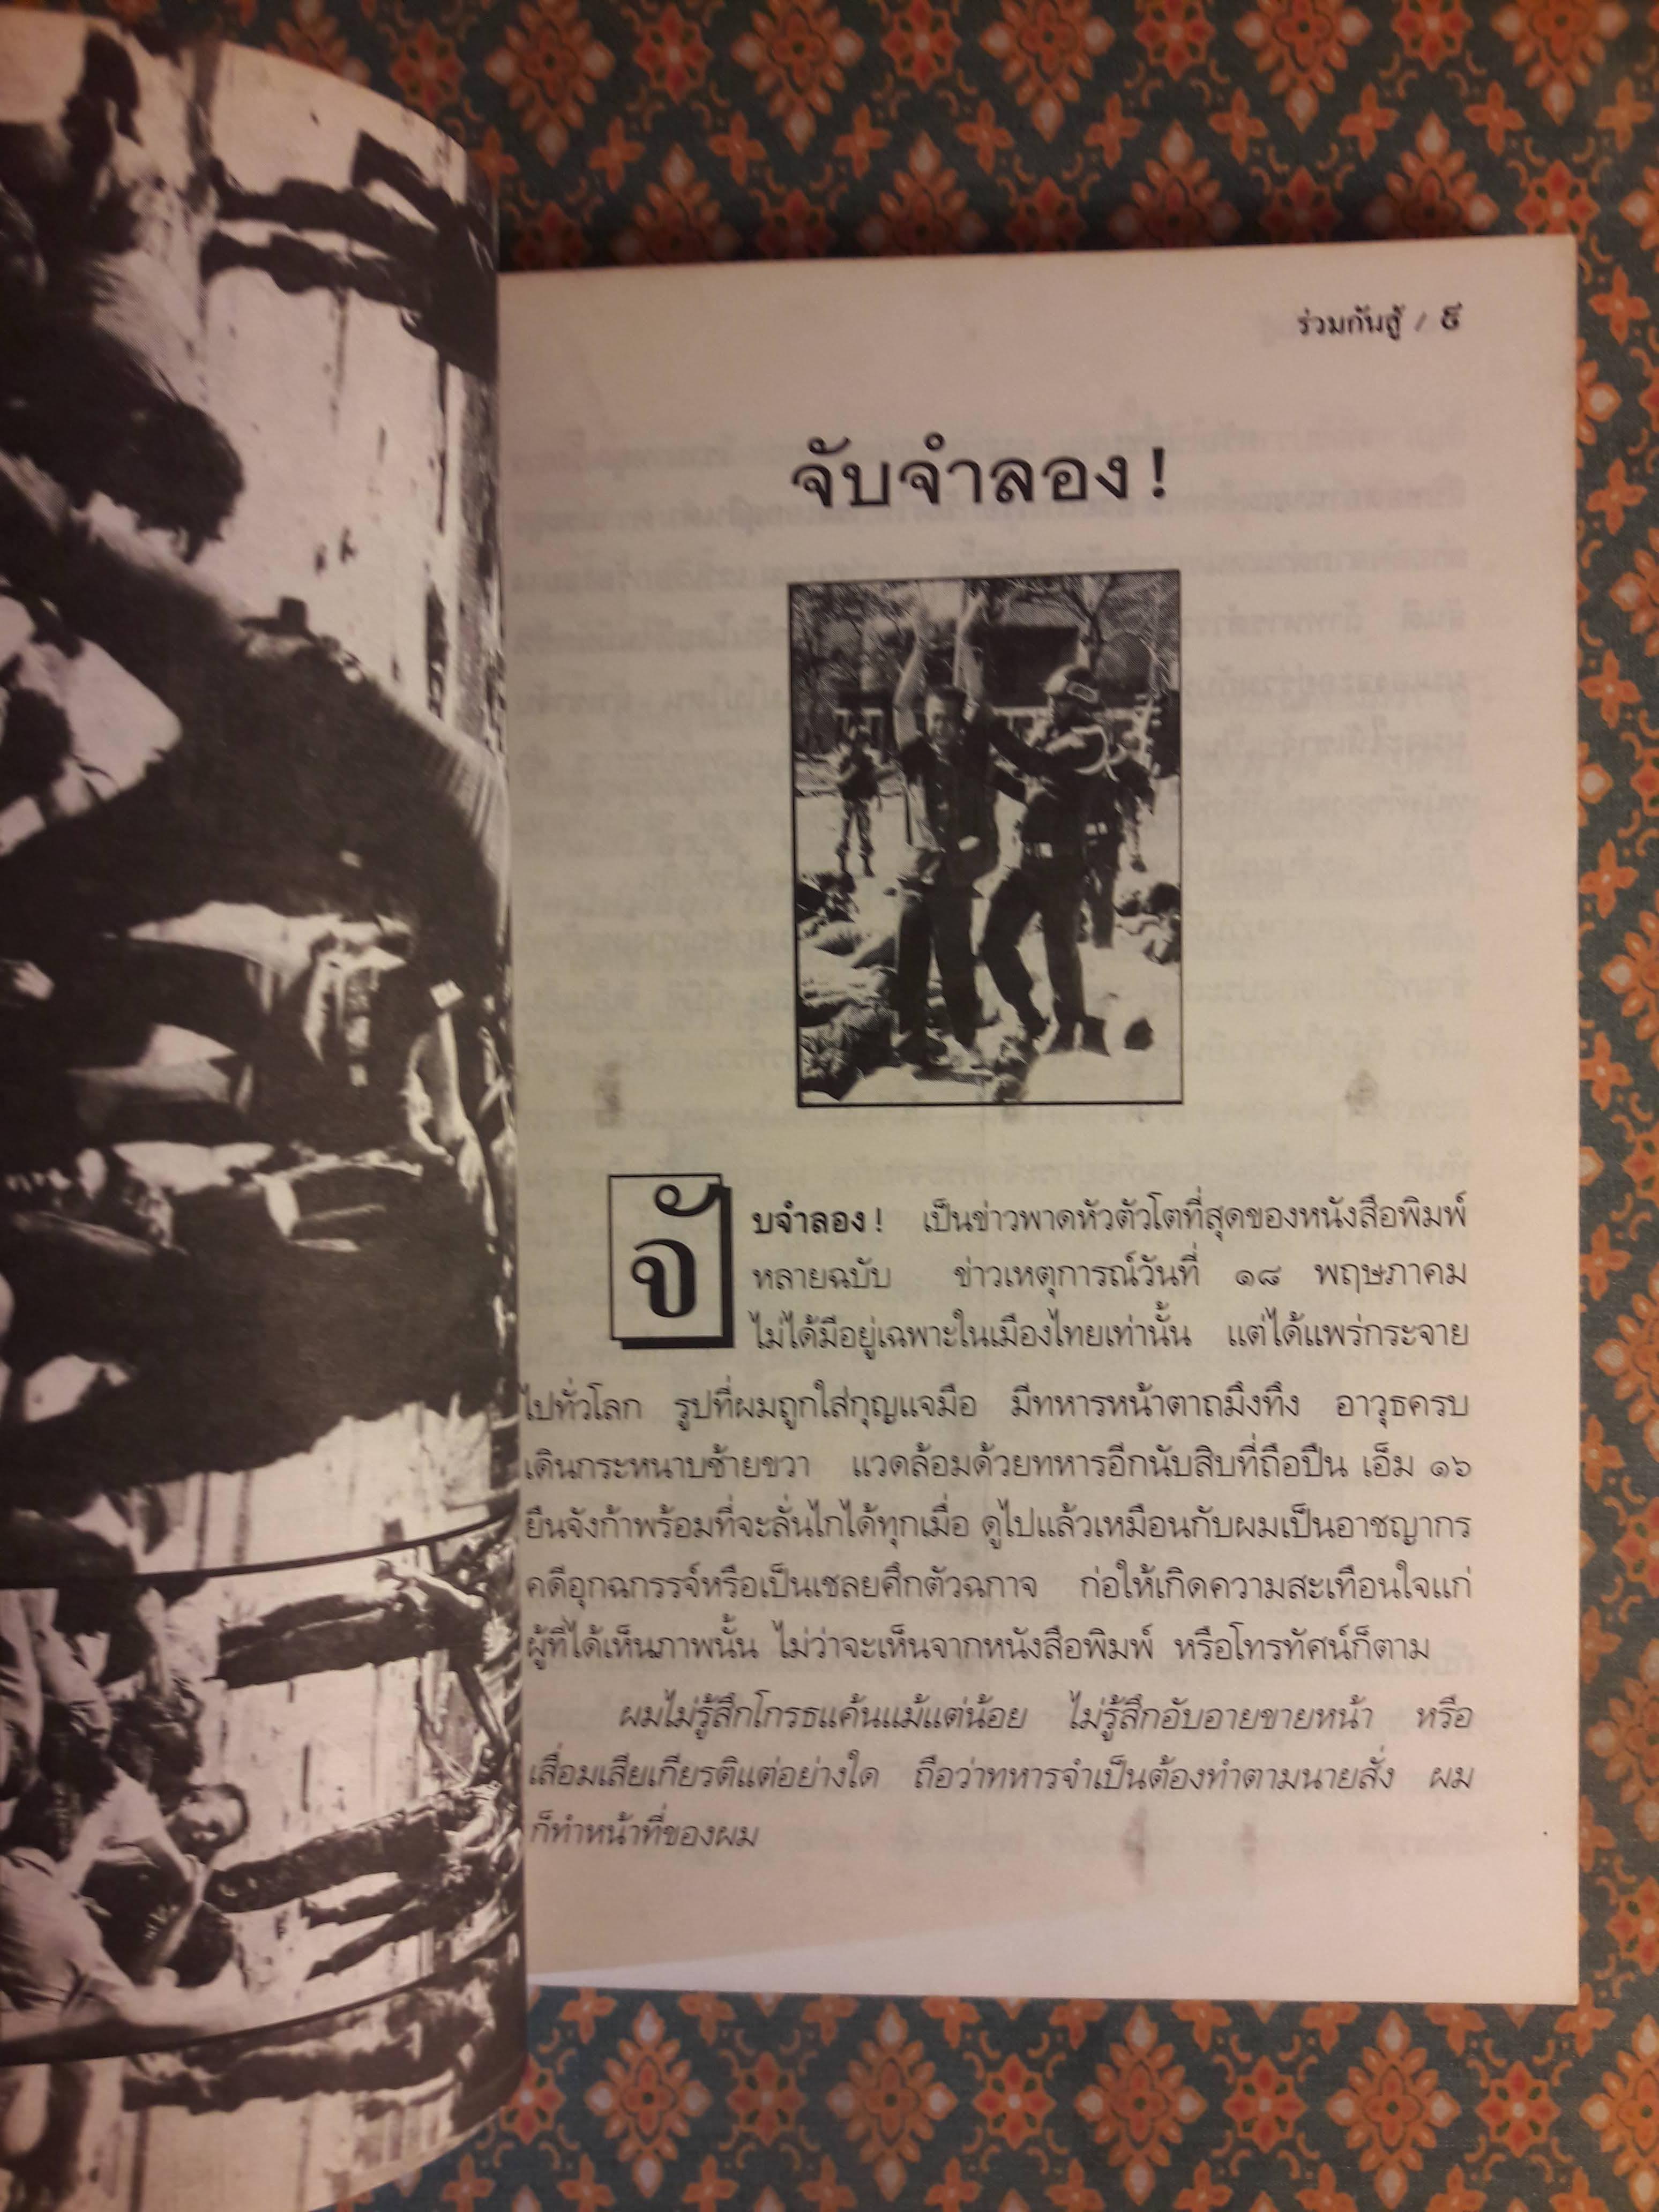 ร่วมกันสู้ / ๕
จับจำลอง !
จับจำลอง ! เป็นข่าวพาดหัวตัวโตที่สุดของหนังสือพิมพ์
หลายฉบับ ข่าวเหตุการณ์วันที่ ๑๘ พฤษภาคม
ไม่ได้มีอยู่เฉพาะในเมืองไทยเท่านั้น แต่ได้แพร่กระจาย
ไปทั่วโลก รูปที่ผมถูกใส่กุญแจมือ มีทหารหน้าตาถมึงทึง อาวุธครบ
เดินกระหนาบซ้ายขวา แวดล้อมด้วยทหารอีกนับสิบที่ถือปืน เอ็ม ๑๖
ยืนจังก้าพร้อมที่จะลั่นไกได้ทุกเมื่อ ดูไปแล้วเหมือนกับผมเป็นอาชญากร
คดีอุกฉกรรจ์หรือเป็นเชลยศึกตัวฉกาจ ก่อให้เกิดความสะเทือนใจแก่
ผู้ที่ได้เห็นภาพนั้น ไม่ว่าจะเห็นจากหนังสือพิมพ์ หรือโทรทัศน์ก็ตาม
ผมไม่รู้สึกโกรธแค้นแม้แต่น้อย ไม่รู้สึกอับอายขายหน้า หรือ
เสื่อมเสียเกียรติแต่อย่างใด ถือว่าทหารจำเป็นต้องทำตามนายสั่ง ผม
ก็ทำหน้าที่ของผม